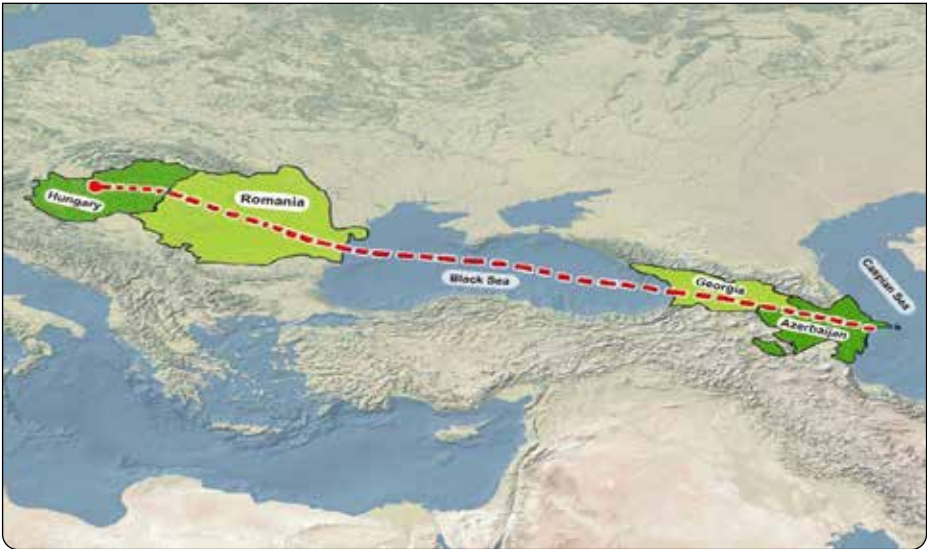 Hungary
Romania
Black Sea
Georgia
Azerbaijan
Caspian Sea